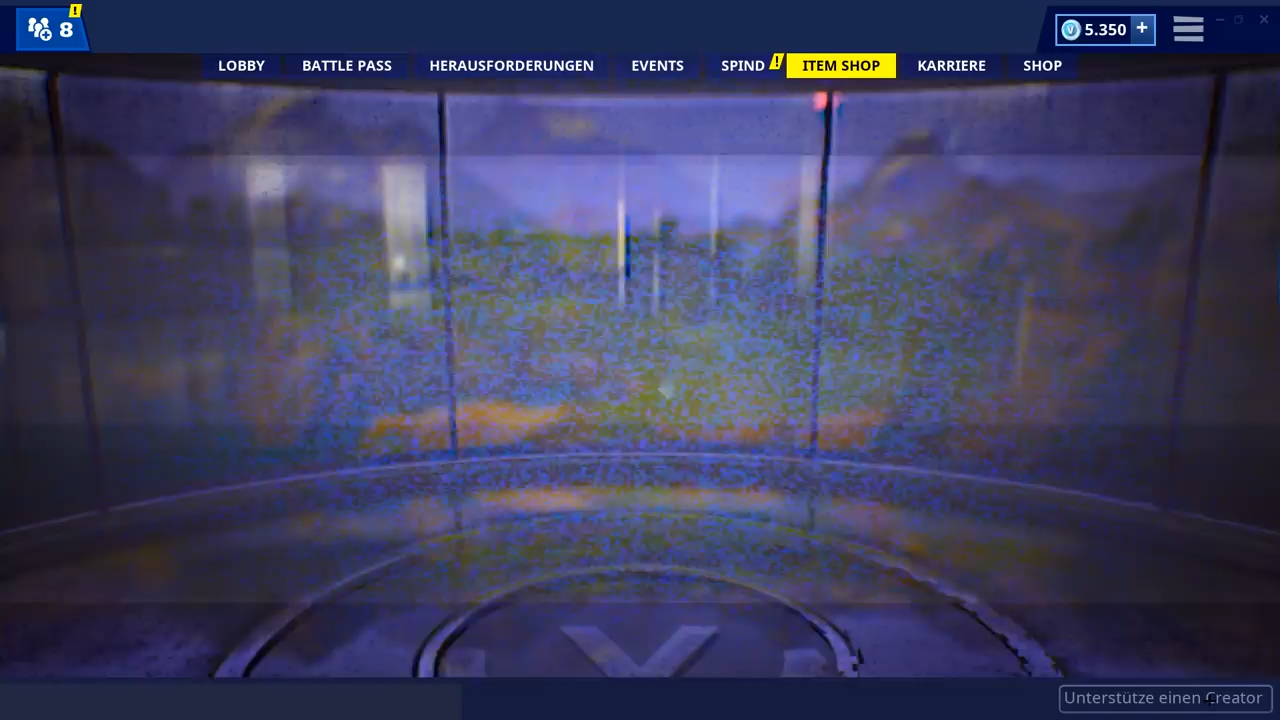 8
5.350
LOBBY BATTLE PASS HERAUSFORDERUNGEN EVENTS SPIND ITEM SHOP KARRIERE SHOP
Unterstütze einen Creator